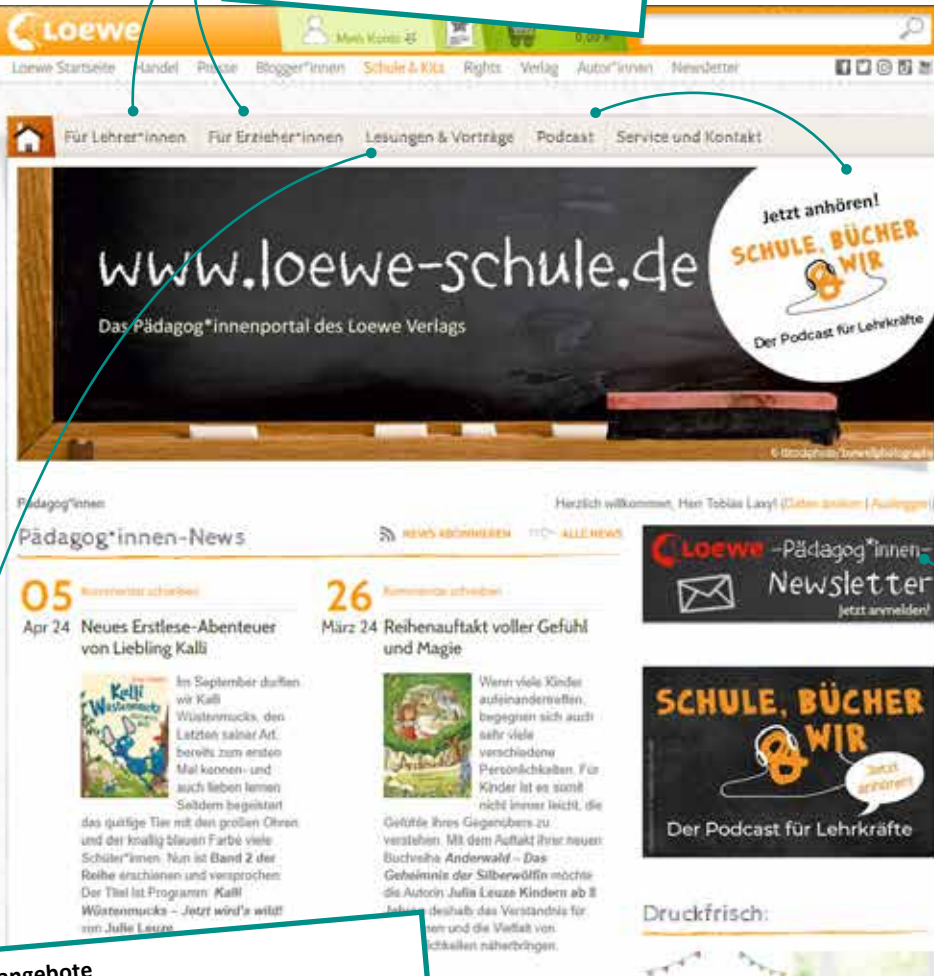 Loewe
Mein Konto
0,00 €
Loewe Startseite Handel Presse Blogger*innen Schule & Kita Rights Verlag Autor*innen Newsletter
Für Lehrer*innen Für Erzieher*innen Lesungen & Vorträge Podcast Service und Kontakt
www.loewe-schule.de
Das Pädagog*innenportal des Loewe Verlags
Jetzt anhören!
SCHULE, BÜCHER
& WIR
Der Podcast für Lehrkräfte
Pädagog*innen
Herzlich willkommen, Herr Tobias Laxy! (Daten ändern | Ausloggen)
Pädagog*innen-News
NEWS ABONNIEREN ALLE NEWS
05
Kommentar schreiben
Apr 24 Neues Erstlese-Abenteuer
von Liebling Kalli
Kalli
Wüstenmucks
Im September durften
wir Kalli
Wüstenmucks, den
Letzten seiner Art,
bereits zum ersten
Mal kennen- und
auch lieben lernen.
Seitdem begeistert
das quirlige Tier mit den großen Ohren
und der knallig blauen Farbe viele
Schüler*innen. Nun ist Band 2 der
Reihe erschienen und versprochen:
Der Titel ist Programm: Kalli
Wüstenmucks – Jetzt wird's wild!
von Julie Leuze
26
Kommentar schreiben
März 24 Reihenauftakt voller Gefühl
und Magie
Wenn viele Kinder
aufeinandertreffen,
begegnen sich auch
sehr viele
verschiedene
Persönlichkeiten. Für
Kinder ist es somit
nicht immer leicht, die
Gefühle ihres Gegenübers zu
verstehen. Mit dem Auftakt ihrer neuen
Buchreihe Anderwald – Das
Geheimnis der Silberwölfin möchte
die Autorin Julia Leuze Kindern ab 8
deshalb das Verständnis für
und die Vielfalt von
näherbringen.
Loewe -Pädagog*innen-
Newsletter
Jetzt anmelden!
SCHULE, BÜCHER
& WIR
Jetzt
anhören!
Der Podcast für Lehrkräfte
Druckfrisch:
angebote